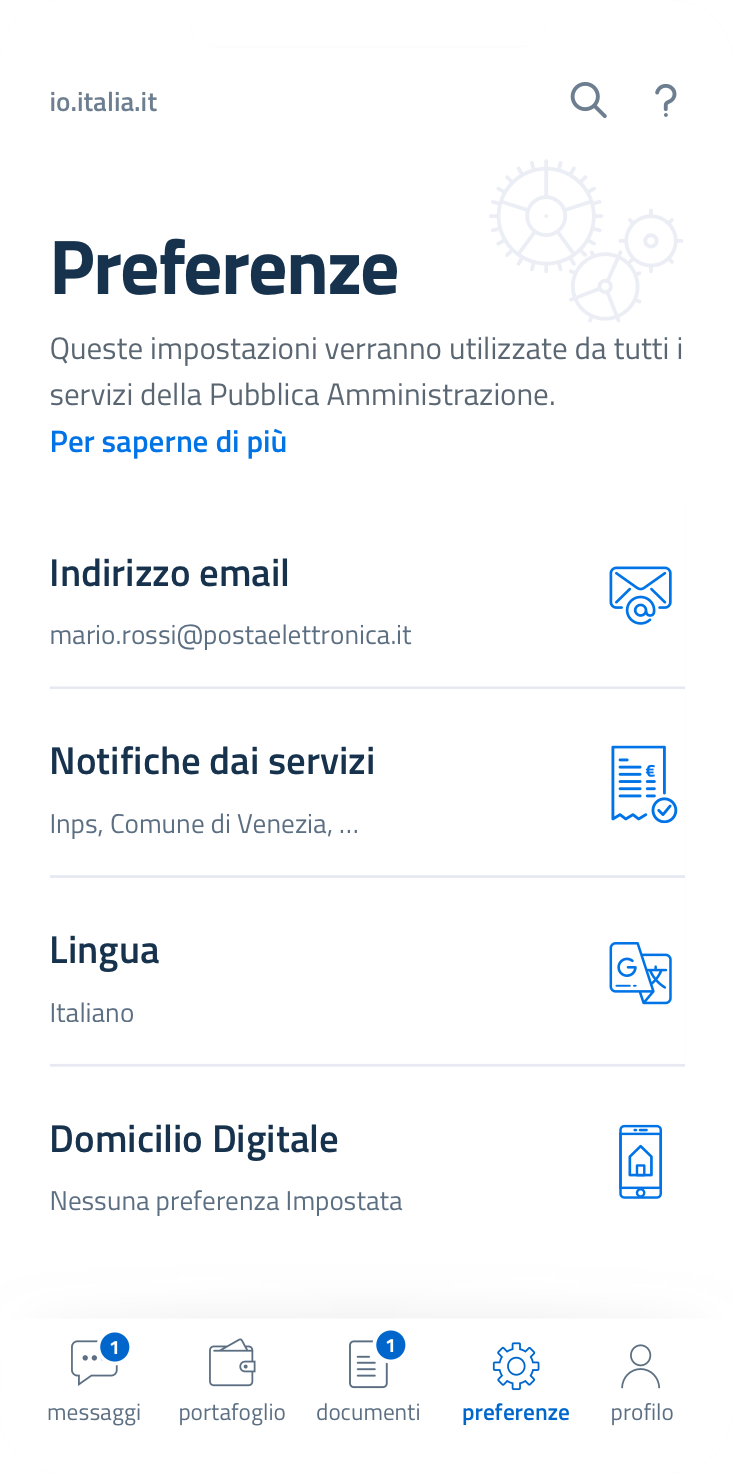 io.italia.it
Preferenze
Queste impostazioni verranno utilizzate da tutti i
servizi della Pubblica Amministrazione.
Per saperne di più
Indirizzo email
mario.rossi@postaelettronica.it
Notifiche dai servizi
€
Inps, Comune di Venezia, ...
Lingua
G 文
Italiano
Domicilio Digitale
Nessuna preferenza Impostata
1 1
messaggi portafoglio documenti preferenze profilo